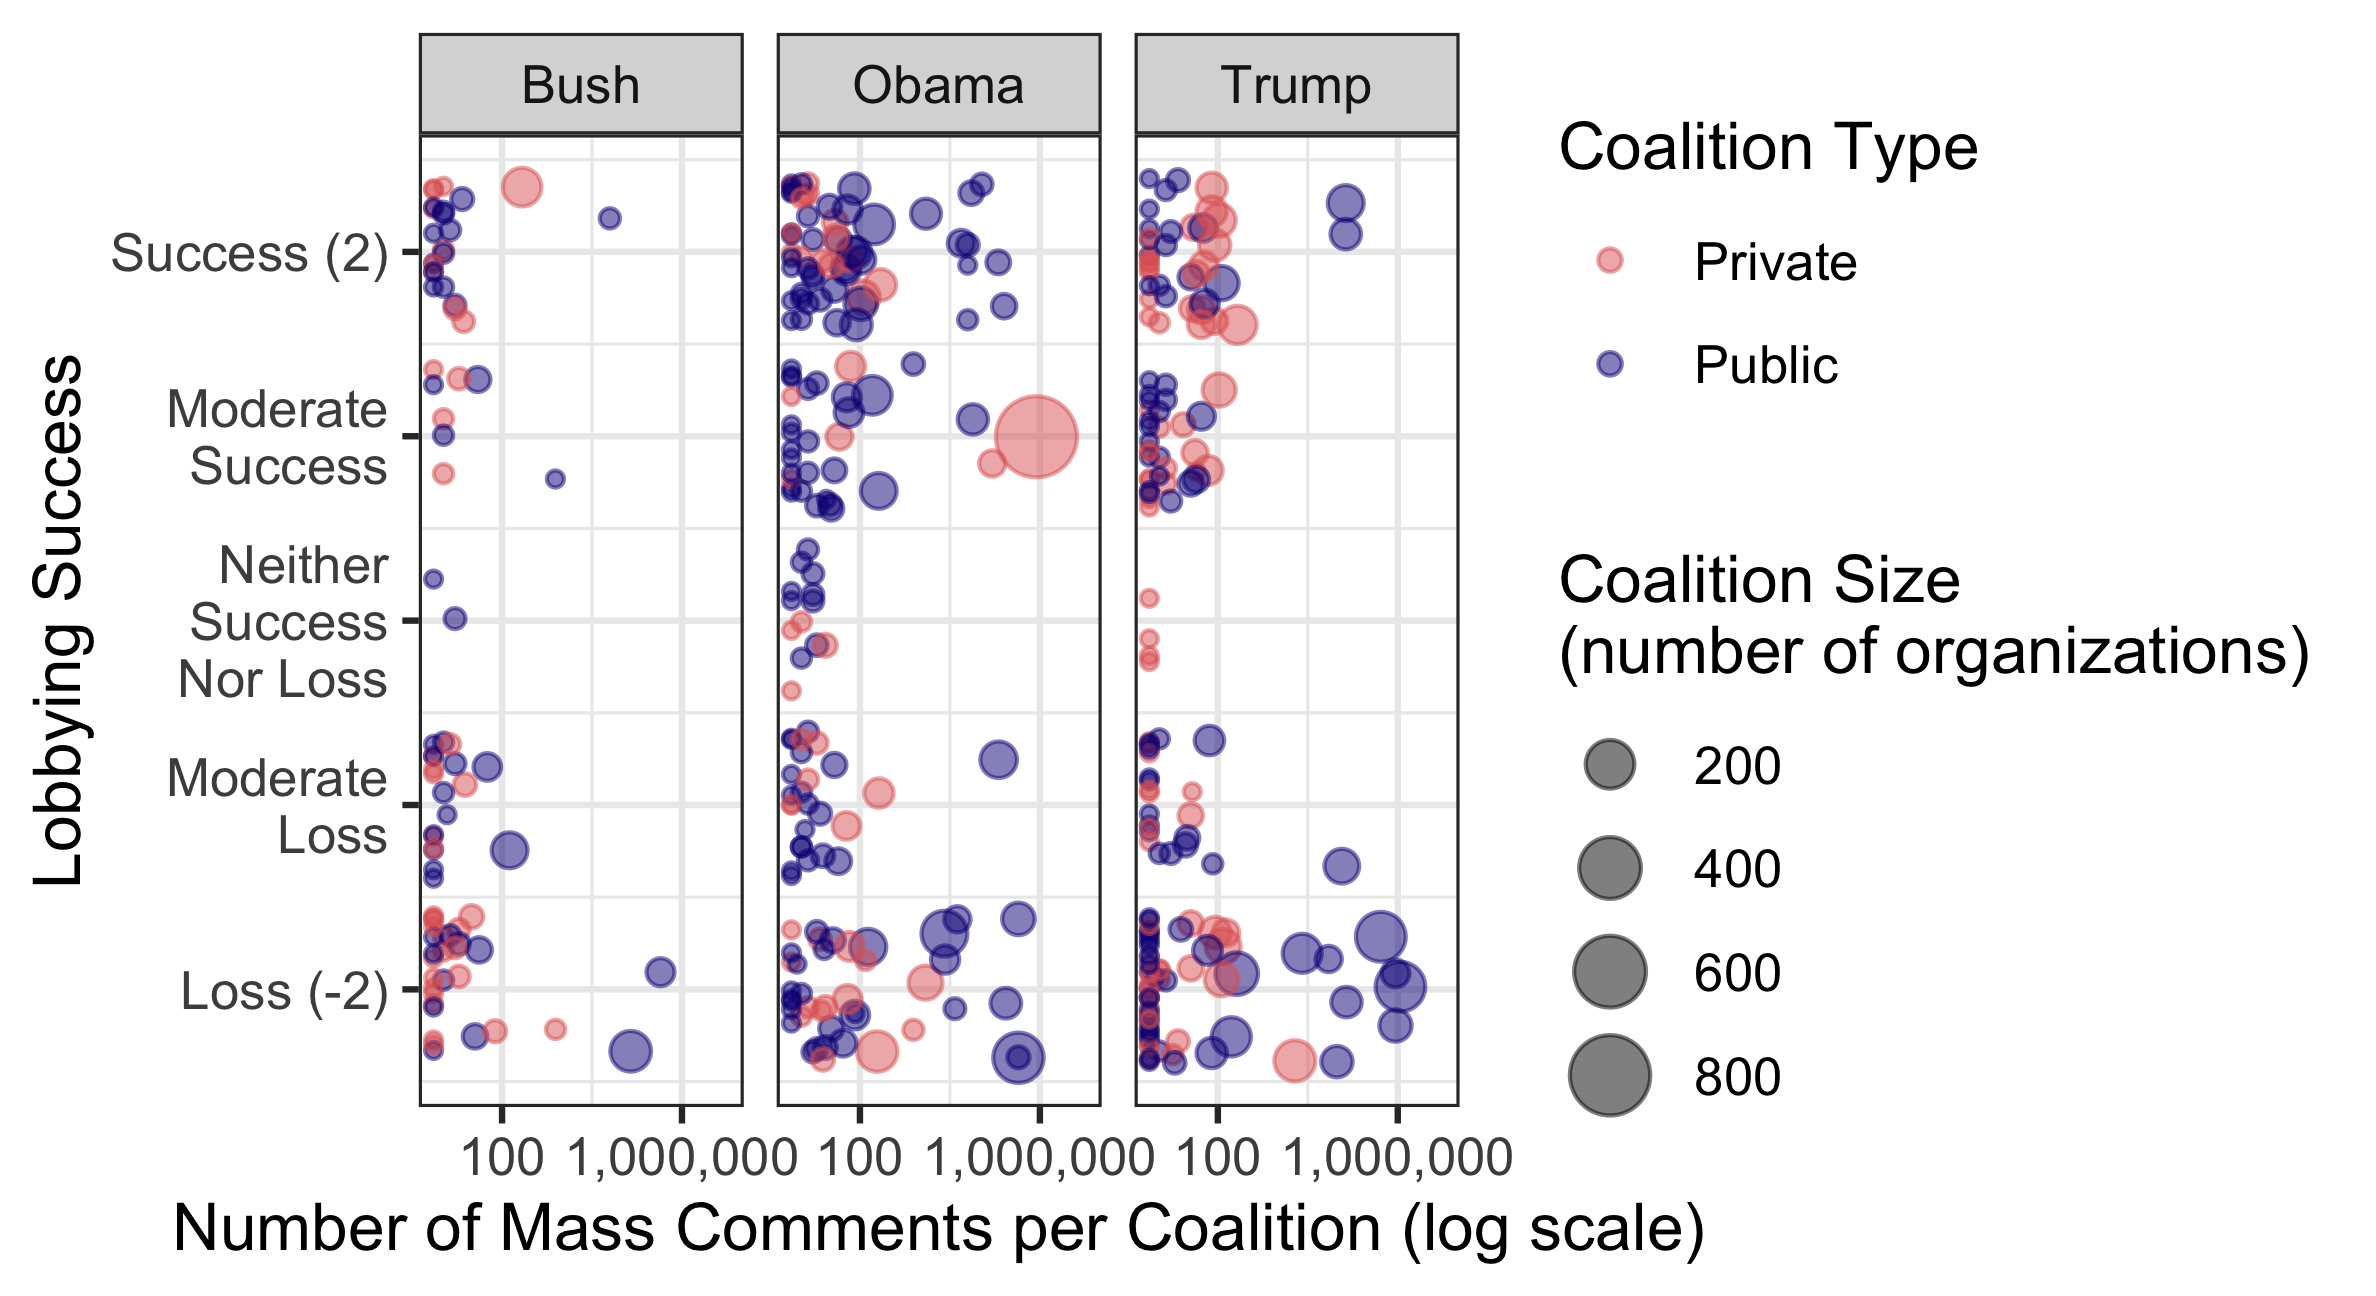 Bush
Obama
Trump
Lobbying Success
Success (2)
Moderate
Success
Neither
Success
Nor Loss
Moderate
Loss
Loss (-2)
100 1,000,000 100 1,000,000 100 1,000,000
Number of Mass Comments per Coalition (log scale)
Coalition Type
Private
Public
Coalition Size
(number of organizations)
200
400
600
800